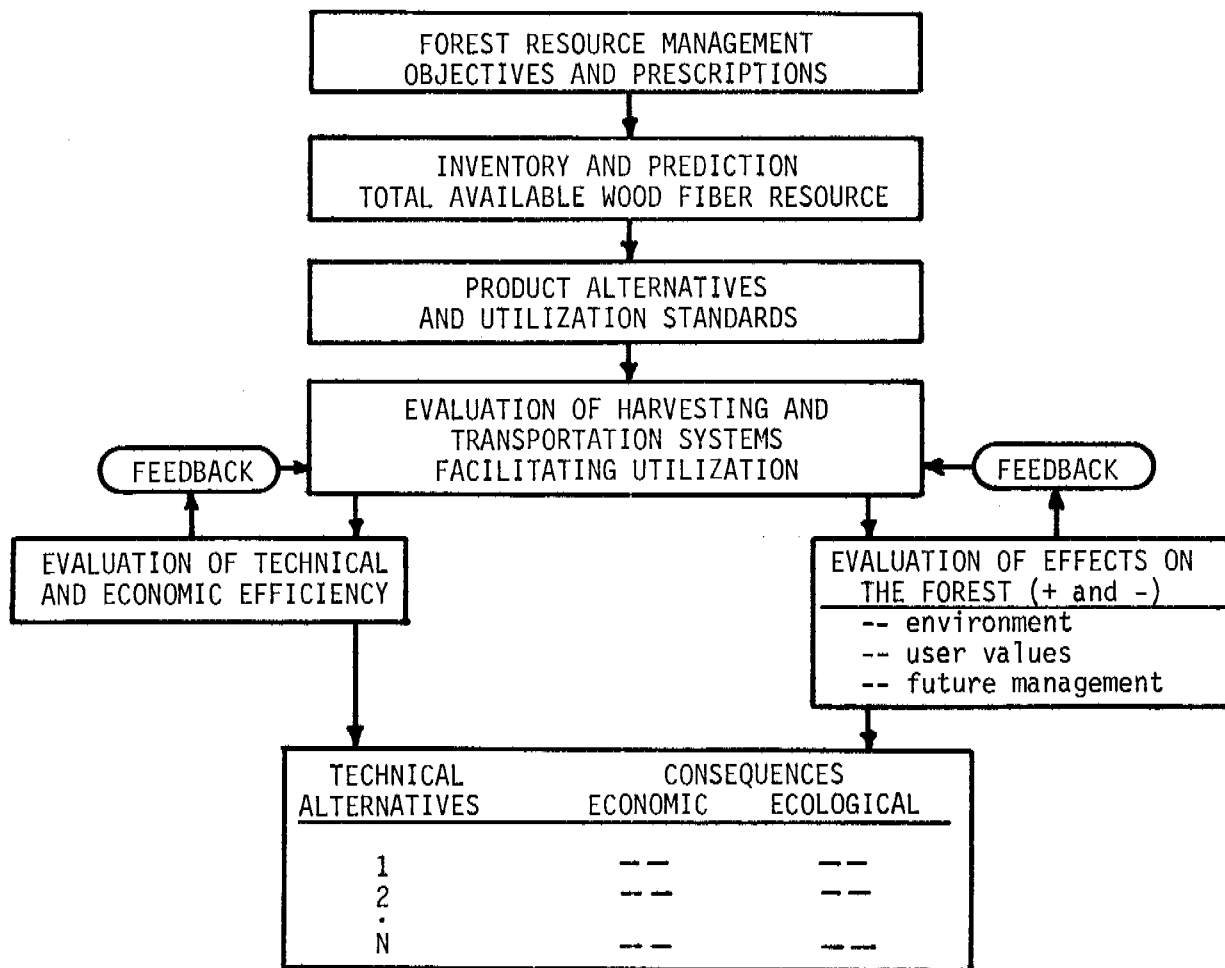 FOREST RESOURCE MANAGEMENT
OBJECTIVES AND PRESCRIPTIONS
INVENTORY AND PREDICTION
TOTAL AVAILABLE WOOD FIBER RESOURCE
PRODUCT ALTERNATIVES
AND UTILIZATION STANDARDS
EVALUATION OF HARVESTING AND
TRANSPORTATION SYSTEMS
FACILITATING UTILIZATION
FEEDBACK
FEEDBACK
EVALUATION OF TECHNICAL
AND ECONOMIC EFFICIENCY
EVALUATION OF EFFECTS ON
THE FOREST (+ and -)
-- environment
-- user values
-- future management
TECHNICAL CONSEQUENCES
ALTERNATIVES ECONOMIC ECOLOGICAL
1 -- --
2 -- --
.
N -- --